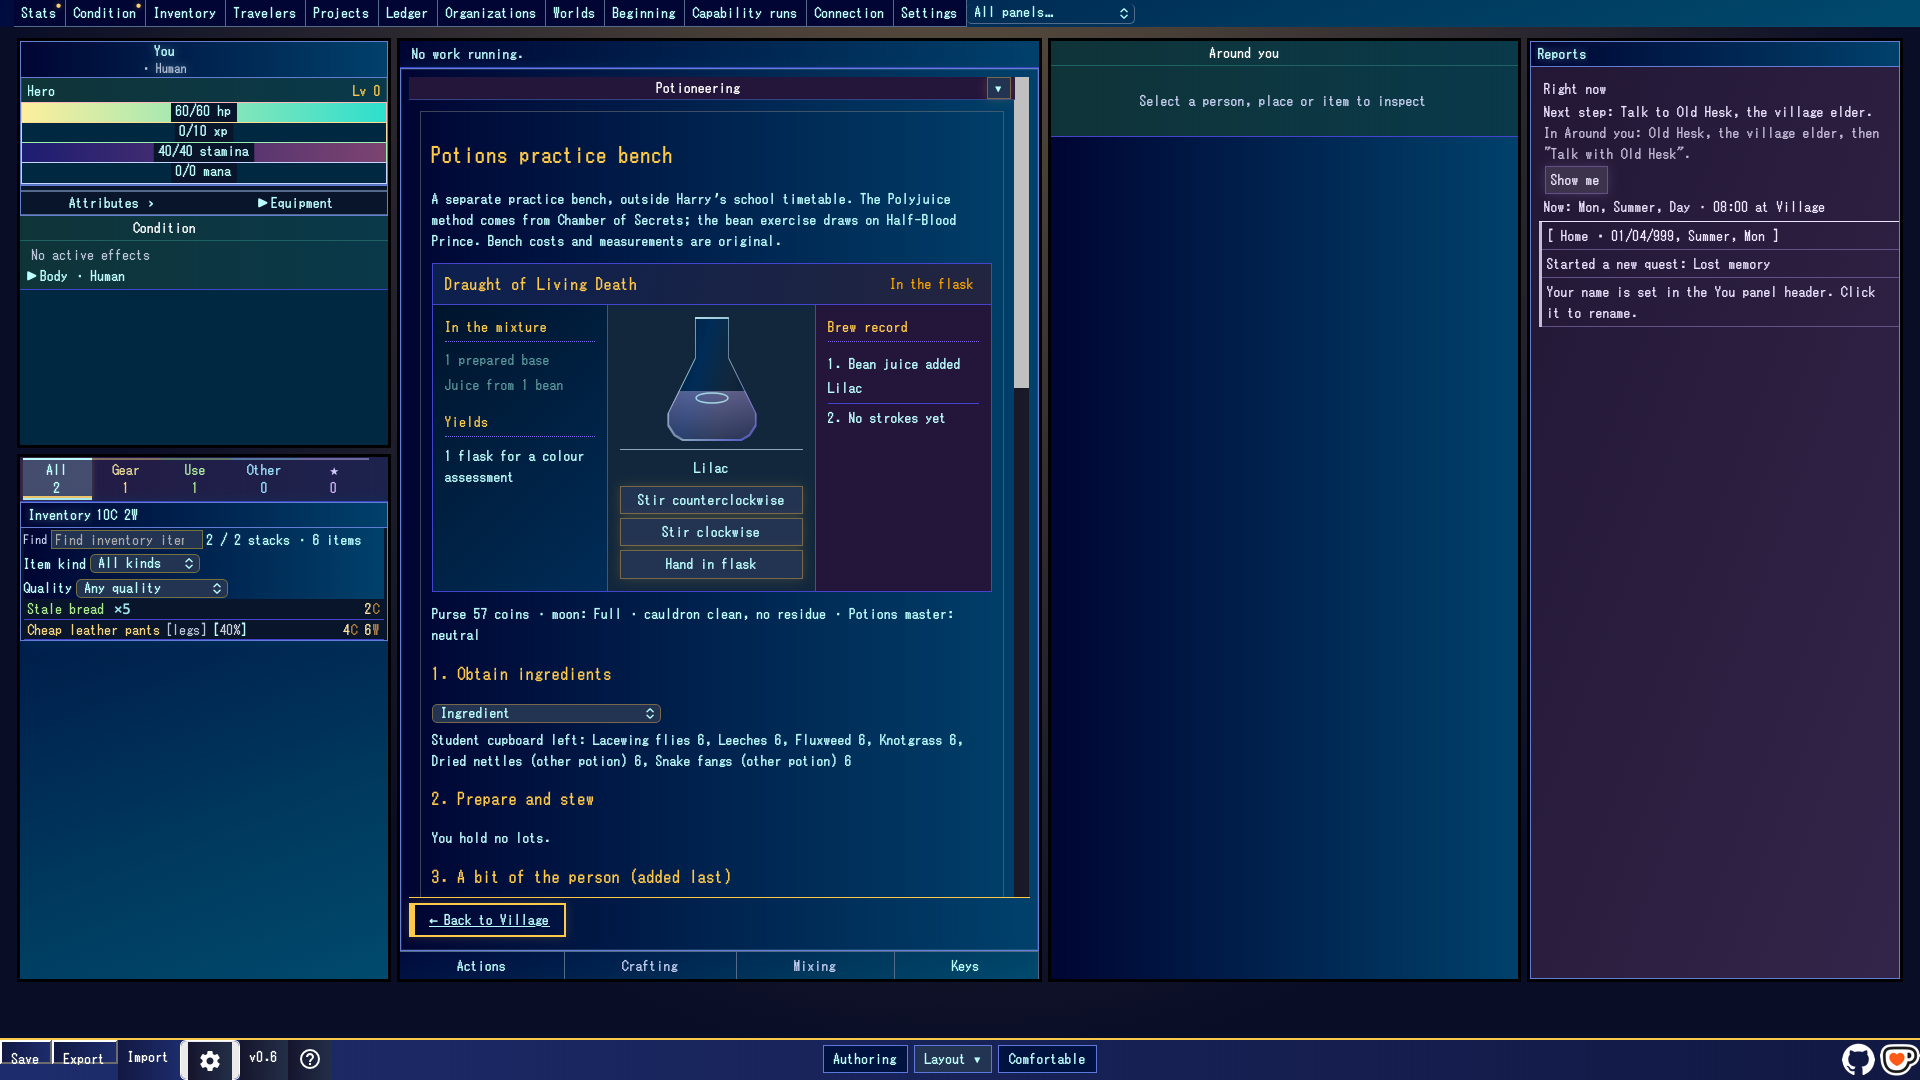 Stats Condition Inventory Travelers Projects Ledger Organizations Worlds Beginning Capability runs Connection Settings All panels…
You
· Human
Hero Lv 0
60/60 hp
0/10 xp
40/40 stamina
0/0 mana
Attributes › ▶Equipment
Condition
No active effects
▶Body · Human
All Gear Use Other ★
2 1 1 0 0
Inventory 10C 2W
Find Find inventory iter 2 / 2 stacks · 6 items
Item kind All kinds
Quality Any quality
Stale bread ×5 2C
Cheap leather pants [legs] [40%] 4C 6W
No work running.
Potioneering ▼
Potions practice bench
A separate practice bench, outside Harry's school timetable. The Polyjuice
method comes from Chamber of Secrets; the bean exercise draws on Half-Blood
Prince. Bench costs and measurements are original.
Draught of Living Death In the flask
In the mixture
1 prepared base
Juice from 1 bean
Yields
1 flask for a colour
assessment
Lilac
Stir counterclockwise
Stir clockwise
Hand in flask
Brew record
1. Bean juice added
Lilac
2. No strokes yet
Purse 57 coins · moon: Full · cauldron clean, no residue · Potions master:
neutral
1. Obtain ingredients
Ingredient
Student cupboard left: Lacewing flies 6, Leeches 6, Fluxweed 6, Knotgrass 6,
Dried nettles (other potion) 6, Snake fangs (other potion) 6
2. Prepare and stew
You hold no lots.
3. A bit of the person (added last)
← Back to Village
Actions Crafting Mixing Keys
Around you
Select a person, place or item to inspect
Reports
Right now
Next step: Talk to Old Hesk, the village elder.
In Around you: Old Hesk, the village elder, then
"Talk with Old Hesk".
Show me
Now: Mon, Summer, Day · 08:00 at Village
[ Home · 01/04/999, Summer, Mon ]
Started a new quest: Lost memory
Your name is set in the You panel header. Click
it to rename.
Save Export Import v0.6
Authoring Layout ▼ Comfortable